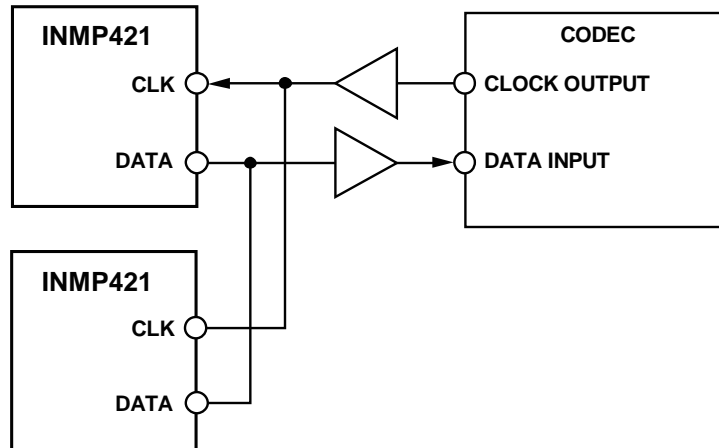 INMP421
CLK
DATA
CODEC
CLOCK OUTPUT
DATA INPUT
INMP421
CLK
DATA